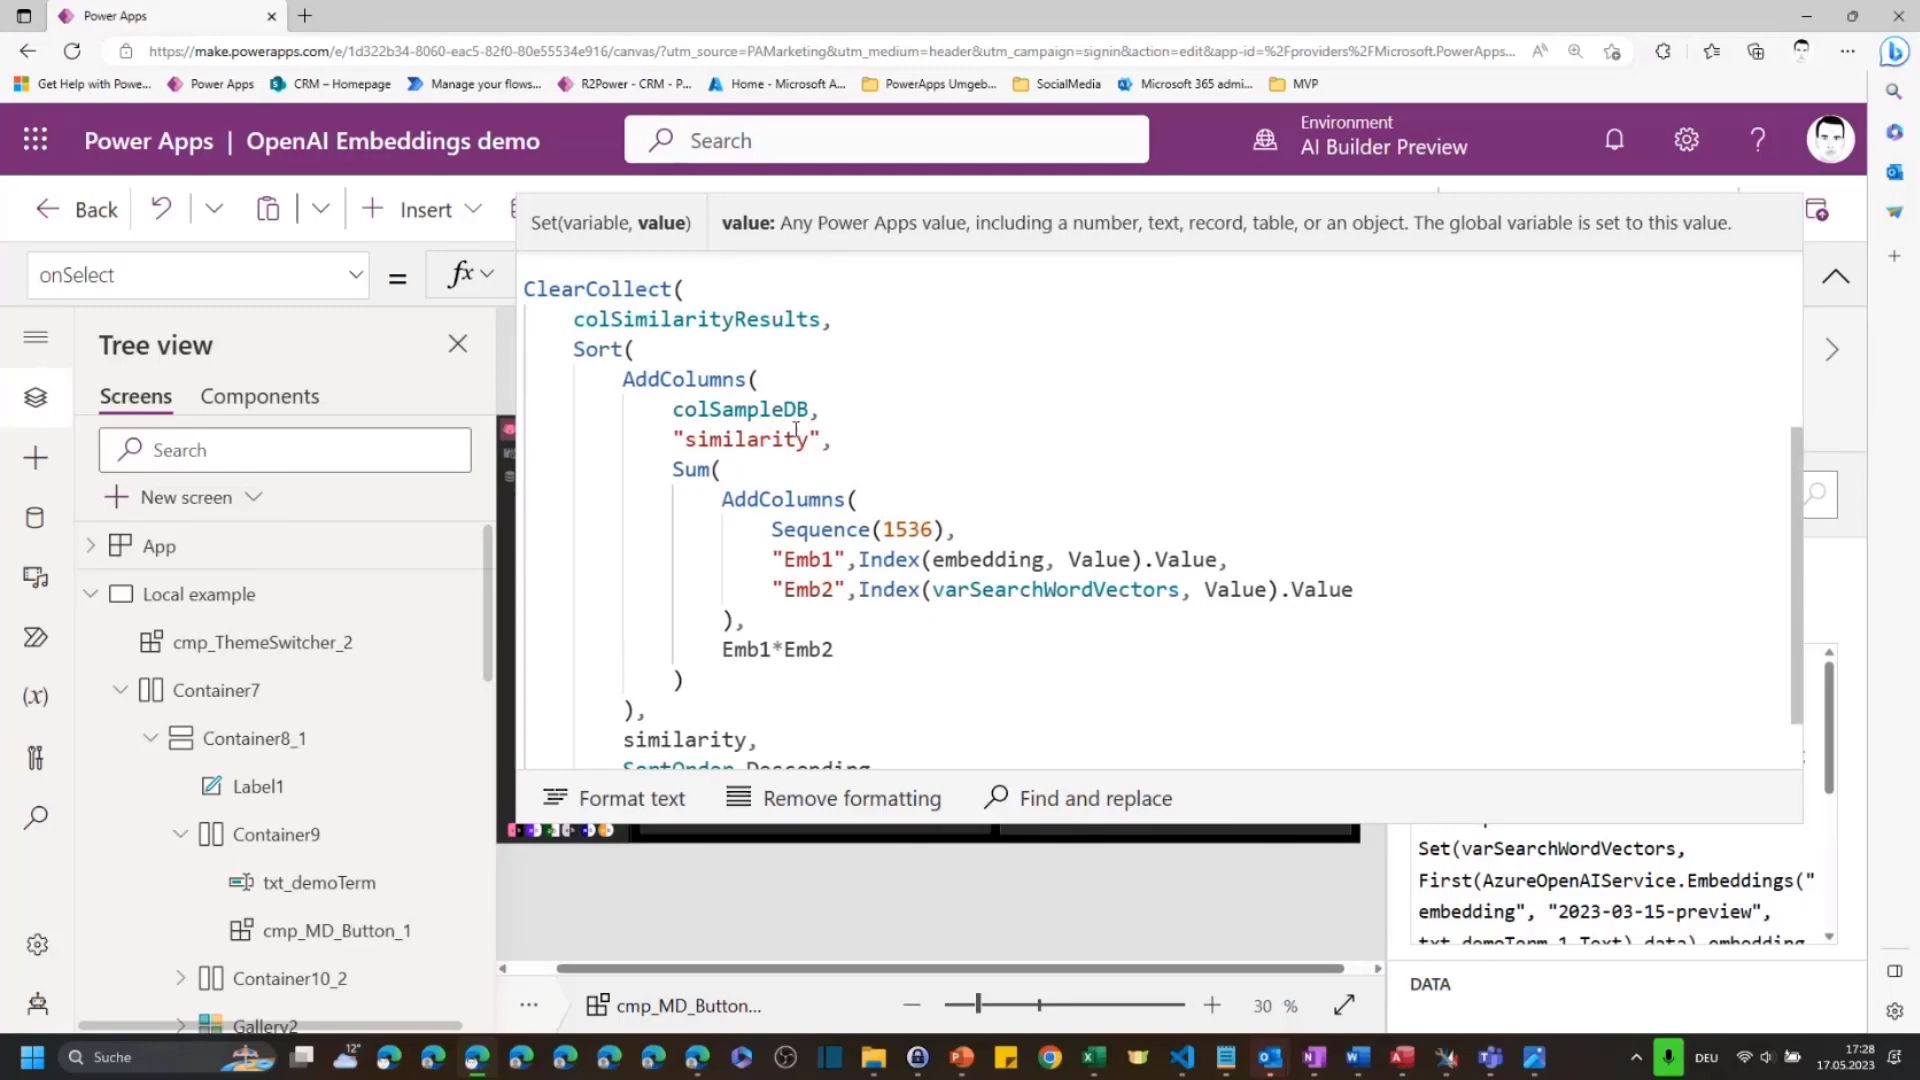 Power Apps
https://make.powerapps.com/e/1d322b34-8060-eac5-82f0-80e55534e916/canvas/?utm_source=PAMarketing&utm_medium=header&utm_campaign=signin&action=edit&app-id=%2Fproviders%2FMicrosoft.PowerApps...
Get Help with Powe...
Power Apps
CRM – Homepage
Manage your flows...
R2Power - CRM - P...
Home - Microsoft A...
PowerApps Umgeb...
SocialMedia
Microsoft 365 admi...
MVP
Power Apps | OpenAI Embeddings demo
Search
Environment
AI Builder Preview
Back
Insert
Set(variable, value)
value: Any Power Apps value, including a number, text, record, table, or an object. The global variable is set to this value.
onSelect
=
fx
ClearCollect(
colSimilarityResults,
Sort(
AddColumns(
colSampleDB,
"similarity",
Sum(
AddColumns(
Sequence(1536),
"Emb1",Index(embedding, Value).Value,
"Emb2",Index(varSearchWordVectors, Value).Value
),
Emb1*Emb2
)
),
similarity,
SortOrder.Descending
Format text
Remove formatting
Find and replace
Tree view
Screens
Components
Search
New screen
App
Local example
cmp_ThemeSwitcher_2
Container7
Container8_1
Label1
Container9
txt_demoTerm
cmp_MD_Button_1
Container10_2
Gallery2
Set(varSearchWordVectors,
First(AzureOpenAIService.Embeddings("
embedding", "2023-03-15-preview",
txt_demoTerm_1.Text).data).embedding
DATA
cmp_MD_Button...
30 %
Suche
12°
DEU
17:28
17.05.2023